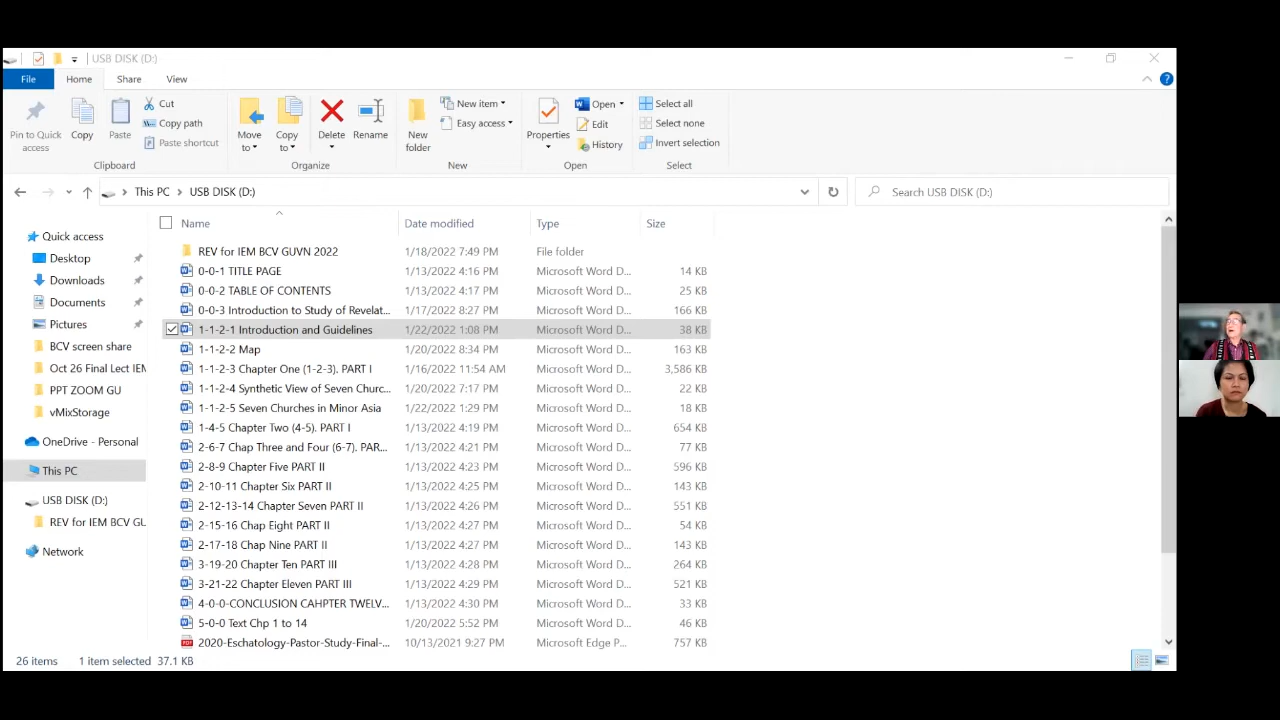 USB DISK (D:)
File Home Share View
Pin to Quick access
Copy
Paste
Cut
Copy path
Paste shortcut
Clipboard
Move to
Copy to
Delete
Rename
Organize
New folder
New item
Easy access
New
Properties
Open
Edit
History
Open
Select all
Select none
Invert selection
Select
This PC USB DISK (D:)
Search USB DISK (D:)
Quick access
Desktop
Downloads
Documents
Pictures
BCV screen share
Oct 26 Final Lect IEM
PPT ZOOM GU
vMixStorage
OneDrive - Personal
This PC
USB DISK (D:)
REV for IEM BCV GU
Network
Name Date modified Type Size
REV for IEM BCV GUVN 2022 1/18/2022 7:49 PM File folder
0-0-1 TITLE PAGE 1/13/2022 4:16 PM Microsoft Word D... 14 KB
0-0-2 TABLE OF CONTENTS 1/13/2022 4:17 PM Microsoft Word D... 25 KB
0-0-3 Introduction to Study of Revelat... 1/17/2022 8:27 PM Microsoft Word D... 166 KB
1-1-2-1 Introduction and Guidelines 1/22/2022 1:08 PM Microsoft Word D... 38 KB
1-1-2-2 Map 1/20/2022 8:34 PM Microsoft Word D... 163 KB
1-1-2-3 Chapter One (1-2-3). PART I 1/16/2022 11:54 AM Microsoft Word D... 3,586 KB
1-1-2-4 Synthetic View of Seven Churc... 1/20/2022 7:17 PM Microsoft Word D... 22 KB
1-1-2-5 Seven Churches in Minor Asia 1/22/2022 1:29 PM Microsoft Word D... 18 KB
1-4-5 Chapter Two (4-5). PART I 1/13/2022 4:19 PM Microsoft Word D... 654 KB
2-6-7 Chap Three and Four (6-7). PAR... 1/13/2022 4:21 PM Microsoft Word D... 77 KB
2-8-9 Chapter Five PART II 1/13/2022 4:23 PM Microsoft Word D... 596 KB
2-10-11 Chapter Six PART II 1/13/2022 4:25 PM Microsoft Word D... 143 KB
2-12-13-14 Chapter Seven PART II 1/13/2022 4:26 PM Microsoft Word D... 551 KB
2-15-16 Chap Eight PART II 1/13/2022 4:27 PM Microsoft Word D... 54 KB
2-17-18 Chap Nine PART II 1/13/2022 4:27 PM Microsoft Word D... 143 KB
3-19-20 Chapter Ten PART III 1/13/2022 4:28 PM Microsoft Word D... 264 KB
3-21-22 Chapter Eleven PART III 1/13/2022 4:29 PM Microsoft Word D... 521 KB
4-0-0-CONCLUSION CAHPTER TWELV... 1/13/2022 4:30 PM Microsoft Word D... 33 KB
5-0-0 Text Chp 1 to 14 1/20/2022 5:52 PM Microsoft Word D... 46 KB
2020-Eschatology-Pastor-Study-Final-... 10/13/2021 9:27 PM Microsoft Edge P... 757 KB
26 items 1 item selected 37.1 KB